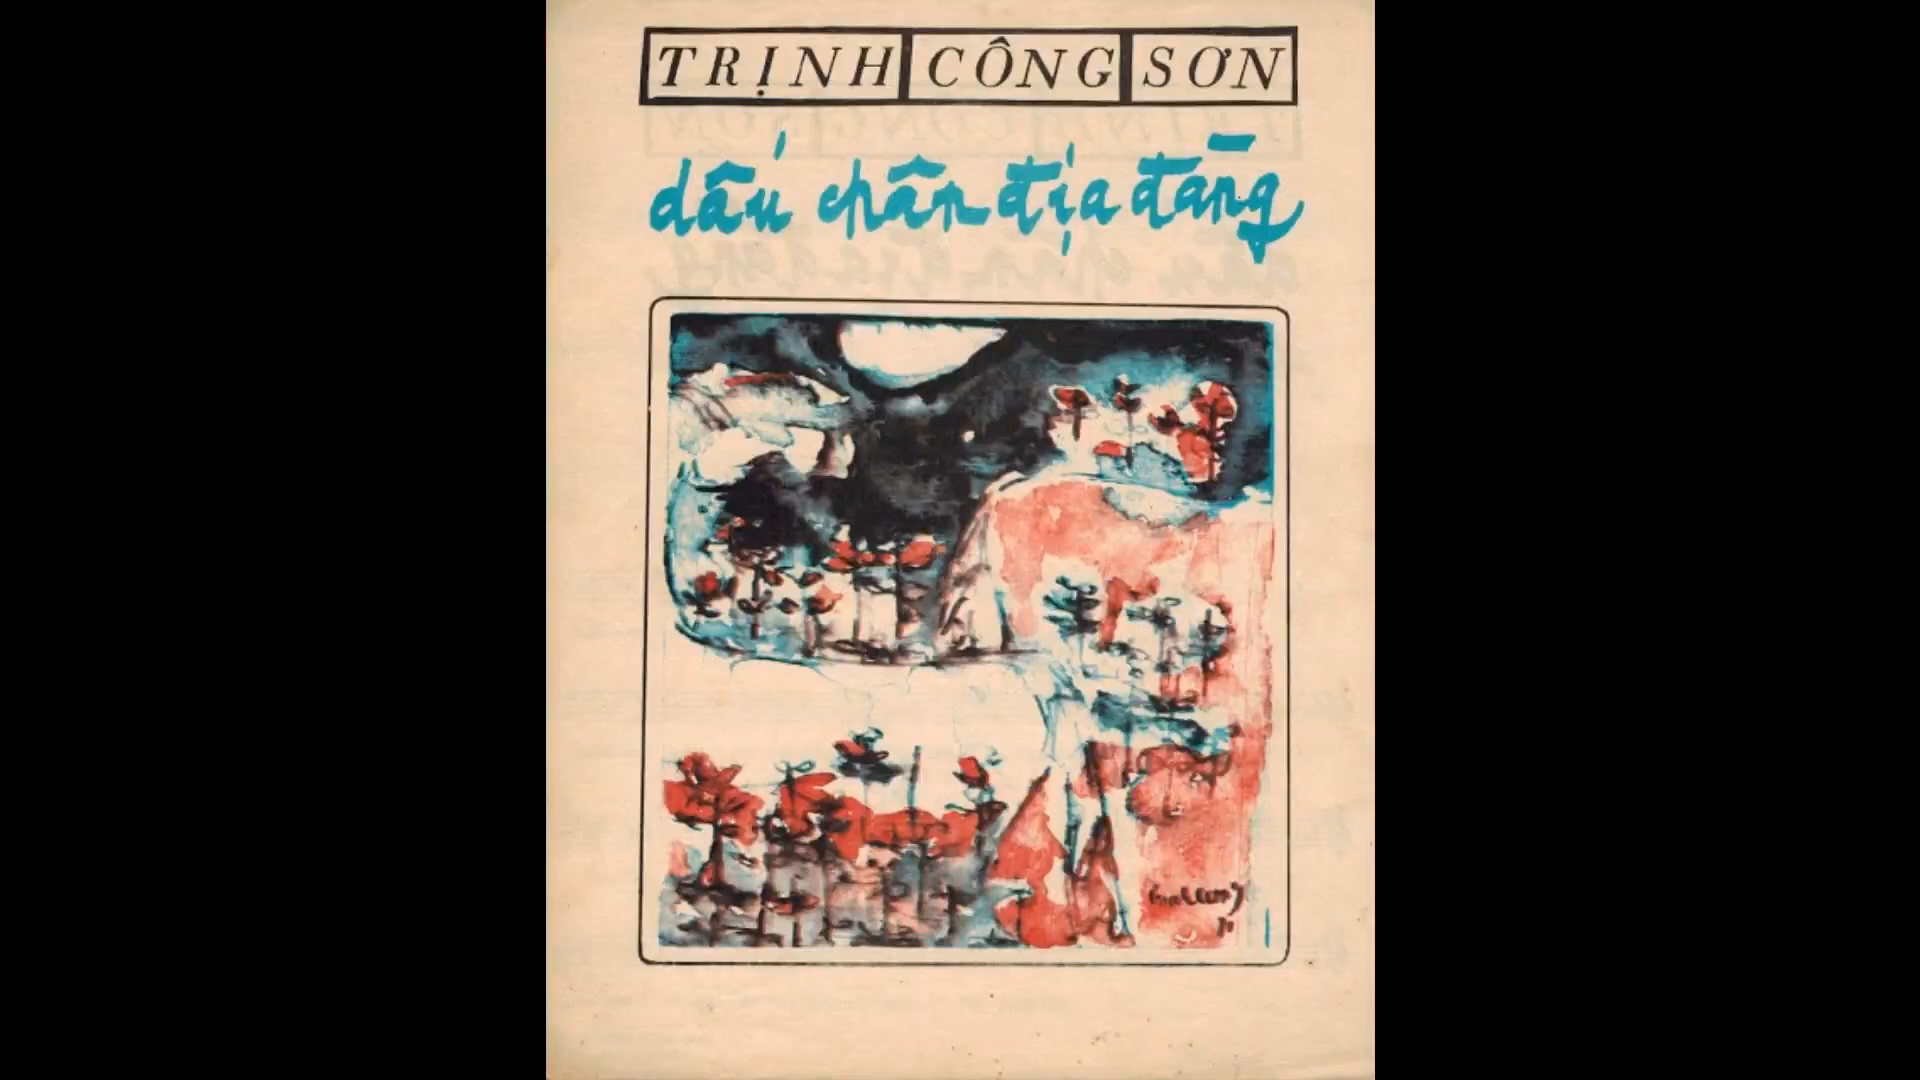 TRỊNH CÔNG SƠN
dấu chân địa đàng